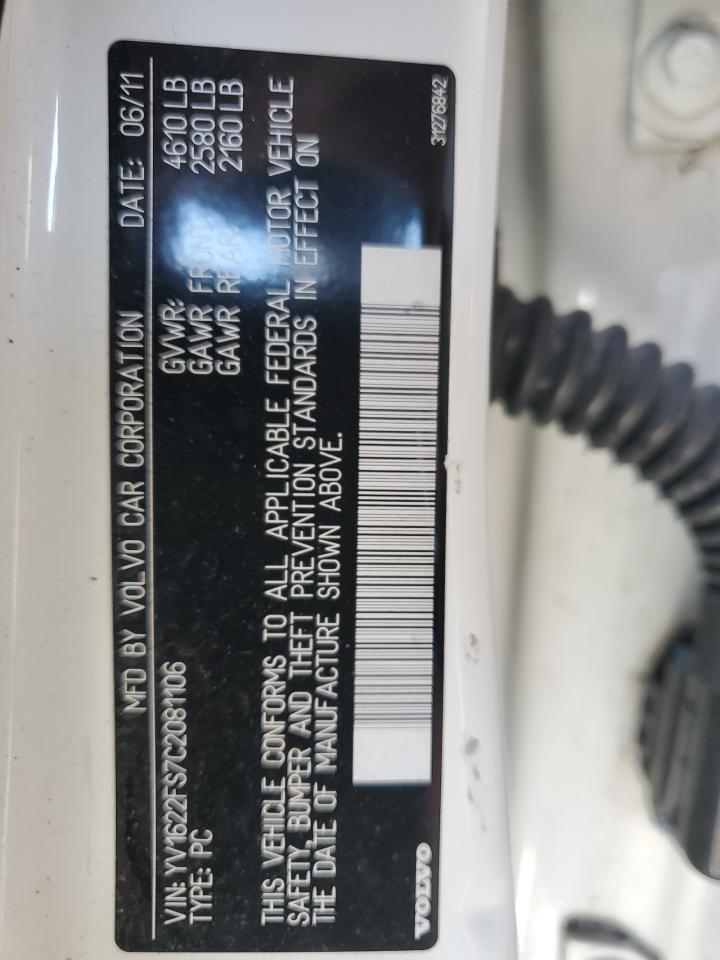 MFD BY VOLVO CAR CORPORATION DATE: 06/11
VIN: YV1622FS7C2081106 GVWR: 4610 LB
TYPE: PC GAWR FRONT: 2580 LB
GAWR REAR: 2160 LB
THIS VEHICLE CONFORMS TO ALL APPLICABLE FEDERAL MOTOR VEHICLE
SAFETY, BUMPER AND THEFT PREVENTION STANDARDS IN EFFECT ON
THE DATE OF MANUFACTURE SHOWN ABOVE.
VOLVO 31276842